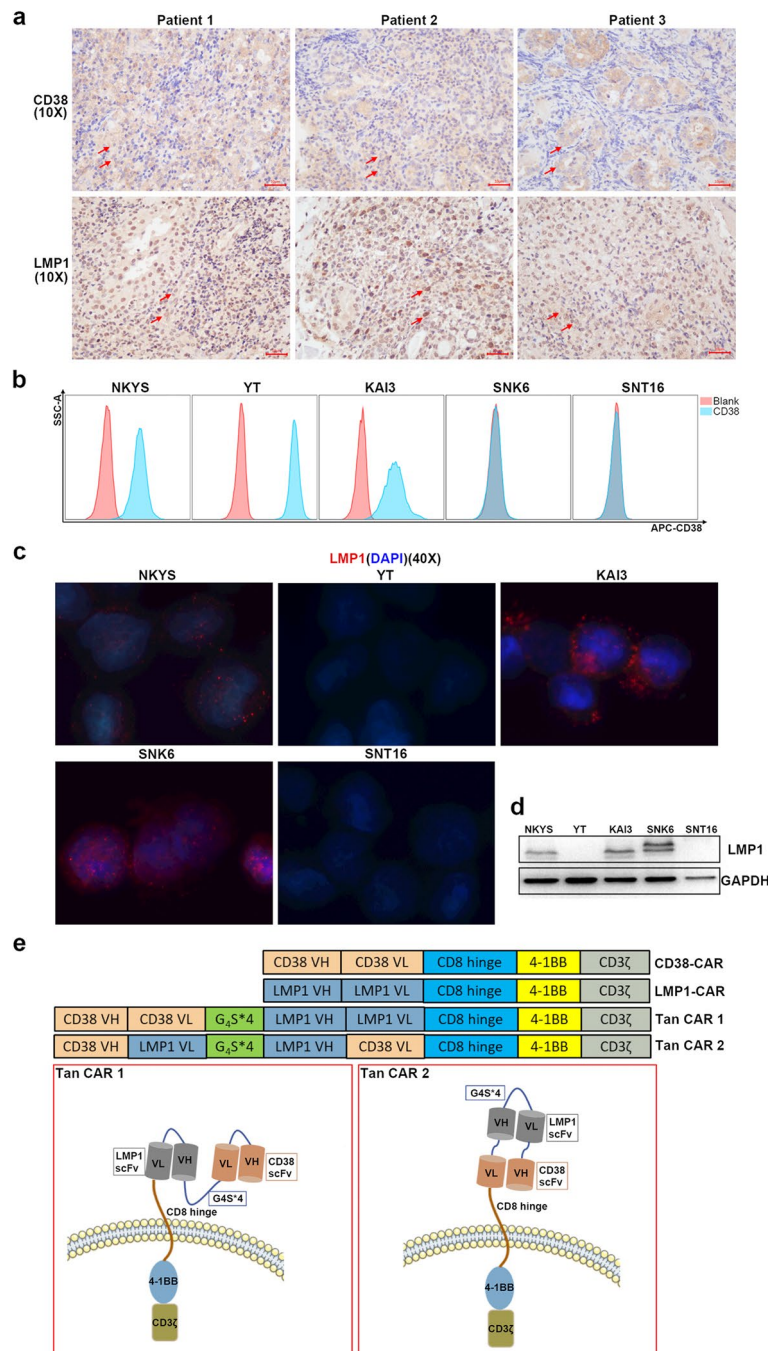 a
Patient 1 Patient 2 Patient 3
CD38
(10X)
LMP1
(10X)
b
NKYS YT KAI3 SNK6 SNT16
SSC-A
Blank
CD38
APC-CD38
c
LMP1(DAPI)(40X)
NKYS YT KAI3
SNK6 SNT16
d
NKYS YT KAI3 SNK6 SNT16
LMP1
GAPDH
e
CD38 VH CD38 VL CD8 hinge 4-1BB CD3ζ CD38-CAR
LMP1 VH LMP1 VL CD8 hinge 4-1BB CD3ζ LMP1-CAR
CD38 VH CD38 VL G₄S*4 LMP1 VH LMP1 VL CD8 hinge 4-1BB CD3ζ Tan CAR 1
CD38 VH LMP1 VL G₄S*4 LMP1 VH CD38 VL CD8 hinge 4-1BB CD3ζ Tan CAR 2
Tan CAR 1
LMP1
scFv
VL VH VL VH
CD38
scFv
G4S*4
CD8 hinge
4-1BB
CD3ζ
Tan CAR 2
G4S*4
VH VL
LMP1
scFv
VL VH
CD38
scFv
CD8 hinge
4-1BB
CD3ζ